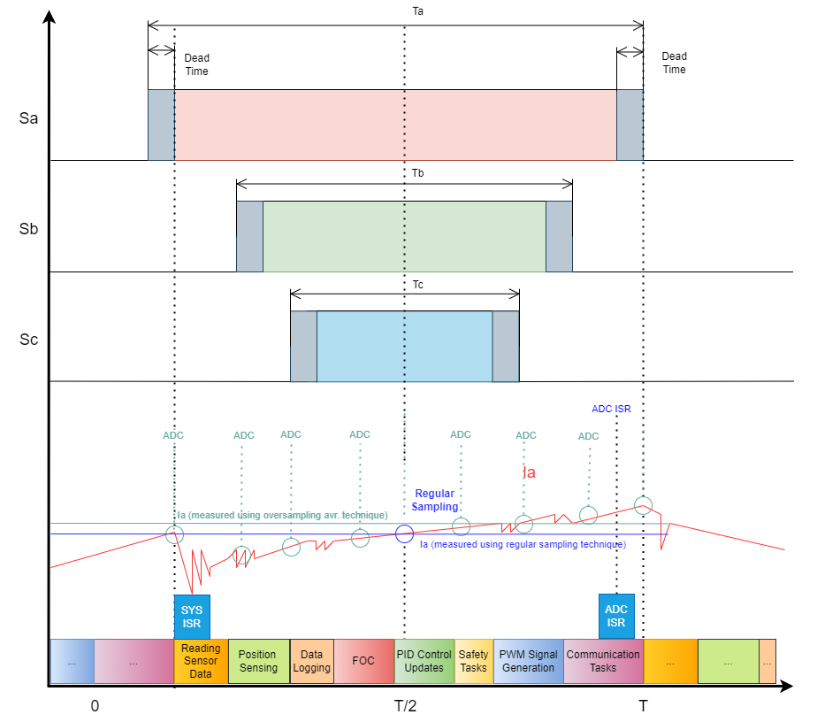 Ta
Dead
Time
Dead
Time
Sa
Tb
Sb
Tc
Sc
ADC ISR
ADC
ADC
ADC
ADC
ADC
ADC
ADC
Ia
Regular
Sampling
Ia (measured using oversampling avr. technique)
Ia (measured using regular sampling technique)
SYS
ISR
ADC
ISR
...
...
Reading
Sensor
Data
Position
Sensing
Data
Logging
FOC
PID Control
Updates
Safety
Tasks
PWM Signal
Generation
Communication
Tasks
...
...
...
0
T/2
T